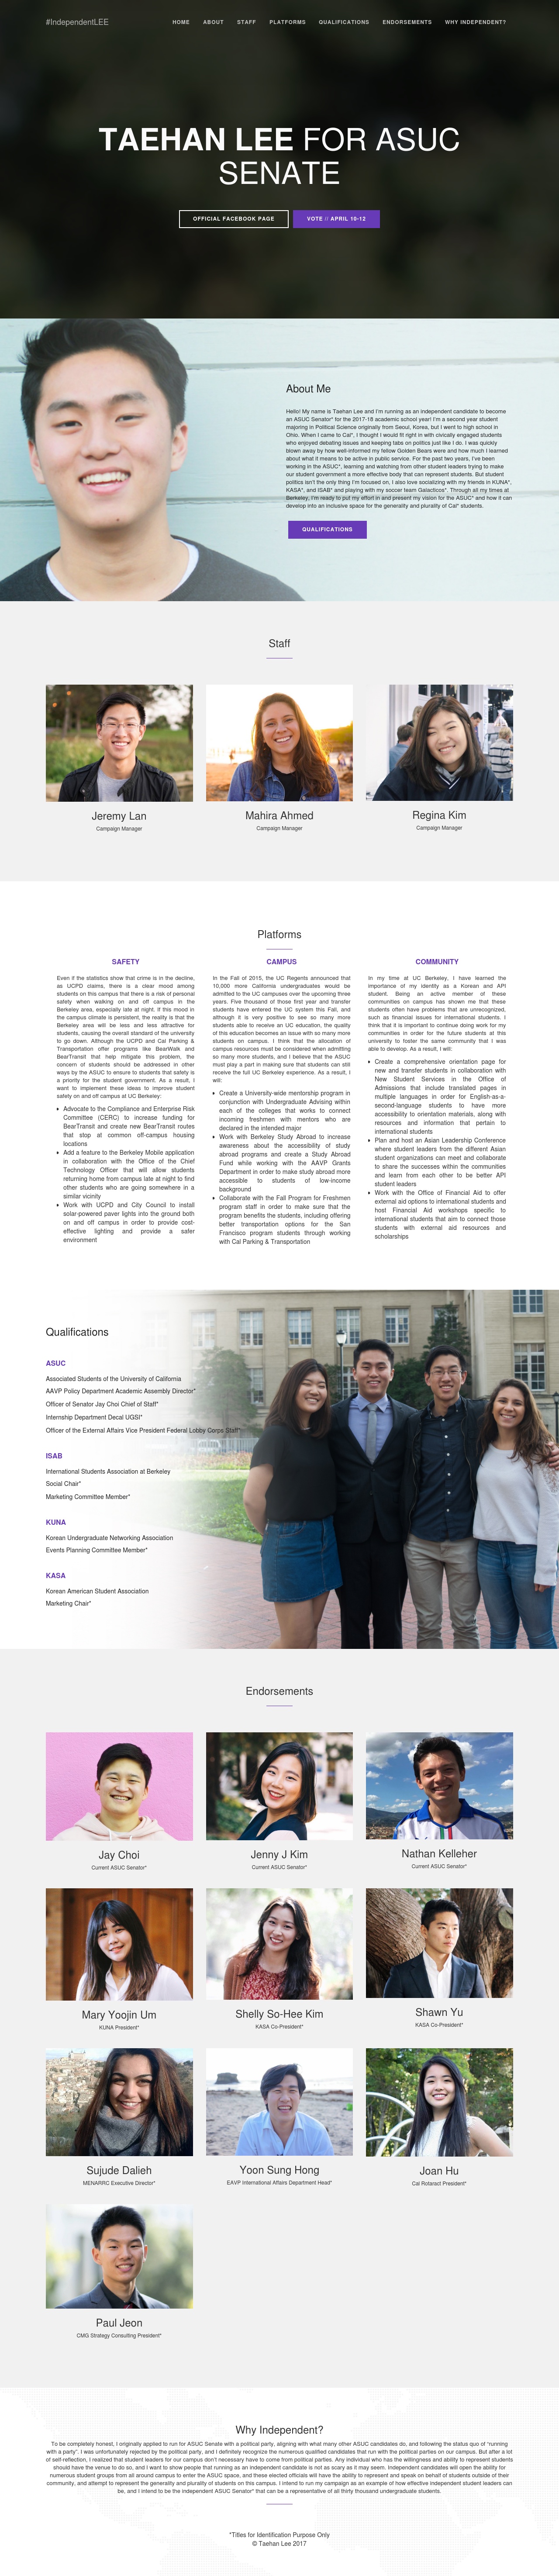 #IndependentLEE
HOME ABOUT STAFF PLATFORMS QUALIFICATIONS ENDORSEMENTS WHY INDEPENDENT?
TAEHAN LEE FOR ASUC
SENATE
OFFICIAL FACEBOOK PAGE
VOTE // APRIL 10-12
About Me
Hello! My name is Taehan Lee and I'm running as an independent candidate to become
an ASUC Senator* for the 2017-18 academic school year! I'm a second year student
majoring in Political Science originally from Seoul, Korea, but I went to high school in
Ohio. When I came to Cal*, I thought I would fit right in with civically engaged students
who enjoyed debating issues and keeping tabs on politics just like I do. I was quickly
blown away by how well-informed my fellow Golden Bears were and how much I learned
about what it means to be active in public service. For the past two years, I've been
working in the ASUC*, learning and watching from other student leaders trying to make
our student government a more effective body that can represent students. But student
politics isn't the only thing I'm focused on, I also love socializing with my friends in KUNA*,
KASA*, and ISAB* and playing with my soccer team Galacticos*. Through all my times at
Berkeley, I'm ready to put my effort in and present my vision for the ASUC* and how it can
develop into an inclusive space for the generality and plurality of Cal* students.
QUALIFICATIONS
Staff
Jeremy Lan
Campaign Manager
Mahira Ahmed
Campaign Manager
Regina Kim
Campaign Manager
Platforms
SAFETY
Even if the statistics show that crime is in the decline,
as UCPD claims, there is a clear mood among
students on this campus that there is a risk of personal
safety when walking on and off campus in the
Berkeley area, especially late at night. If this mood in
the campus climate is persistent, the reality is that the
Berkeley area will be less and less attractive for
students, causing the overall standard of the university
to go down. Although the UCPD and Cal Parking &
Transportation offer programs like BearWalk and
BearTransit that help mitigate this problem, the
concern of students should be addressed in other
ways by the ASUC to ensure to students that safety is
a priority for the student government. As a result, I
want to implement these ideas to improve student
safety on and off campus at UC Berkeley:
Advocate to the Compliance and Enterprise Risk
Committee (CERC) to increase funding for
BearTransit and create new BearTransit routes
that stop at common off-campus housing
locations
Add a feature to the Berkeley Mobile application
in collaboration with the Office of the Chief
Technology Officer that will allow students
returning home from campus late at night to find
other students who are going somewhere in a
similar vicinity
Work with UCPD and City Council to install
solar-powered paver lights into the ground both
on and off campus in order to provide cost-
effective lighting and provide a safer
environment
CAMPUS
In the Fall of 2015, the UC Regents announced that
10,000 more California undergraduates would be
admitted to the UC campuses over the upcoming three
years. Five thousand of those first year and transfer
students have entered the UC system this Fall, and
although it is very positive to see so many more
students able to receive an UC education, the quality
of this education becomes an issue with so many more
students on campus. I think that the allocation of
campus resources must be considered when admitting
so many more students, and I believe that the ASUC
must play a part in making sure that students can still
receive the full UC Berkeley experience. As a result, I
will:
Create a University-wide mentorship program in
conjunction with Undergraduate Advising within
each of the colleges that works to connect
incoming freshmen with mentors who are
declared in the intended major
Work with Berkeley Study Abroad to increase
awareness about the accessibility of study
abroad programs and create a Study Abroad
Fund while working with the AAVP Grants
Department in order to make study abroad more
accessible to students of low-income
background
Collaborate with the Fall Program for Freshmen
program staff in order to make sure that the
program benefits the students, including offering
better transportation options for the San
Francisco program students through working
with Cal Parking & Transportation
COMMUNITY
In my time at UC Berkeley, I have learned the
importance of my identity as a Korean and API
student. Being an active member of these
communities on campus has shown me that these
students often have problems that are unrecognized,
such as financial issues for international students. I
think that it is important to continue doing work for my
communities in order for the future students at this
university to foster the same community that I was
able to develop. As a result, I will:
Create a comprehensive orientation page for
new and transfer students in collaboration with
New Student Services in the Office of
Admissions that include translated pages in
multiple languages in order for English-as-a-
second-language students to have more
accessibility to orientation materials, along with
resources and information that pertain to
international students
Plan and host an Asian Leadership Conference
where student leaders from the different Asian
student organizations can meet and collaborate
to share the successes within the communities
and learn from each other to be better API
student leaders
Work with the Office of Financial Aid to offer
external aid options to international students and
host Financial Aid workshops specific to
international students that aim to connect those
students with external aid resources and
scholarships
Qualifications
ASUC
Associated Students of the University of California
AAVP Policy Department Academic Assembly Director*
Officer of Senator Jay Choi Chief of Staff*
Internship Department Decal UGSI*
Officer of the External Affairs Vice President Federal Lobby Corps Staff*
ISAB
International Students Association at Berkeley
Social Chair*
Marketing Committee Member*
KUNA
Korean Undergraduate Networking Association
Events Planning Committee Member*
KASA
Korean American Student Association
Marketing Chair*
Endorsements
Jay Choi
Current ASUC Senator*
Jenny J Kim
Current ASUC Senator*
Nathan Kelleher
Current ASUC Senator*
Mary Yoojin Um
KUNA President*
Shelly So-Hee Kim
KASA Co-President*
Shawn Yu
KASA Co-President*
Sujude Dalieh
MENARRC Executive Director*
Yoon Sung Hong
EAVP International Affairs Department Head*
Joan Hu
Cal Rotaract President*
Paul Jeon
CMG Strategy Consulting President*
Why Independent?
To be completely honest, I originally applied to run for ASUC Senate with a political party, aligning with what many other ASUC candidates do, and following the status quo of "running
with a party". I was unfortunately rejected by the political party, and I definitely recognize the numerous qualified candidates that run with the political parties on our campus. But after a lot
of self-reflection, I realized that student leaders for our campus don't necessarily have to come from political parties. Any individual who has the willingness and ability to represent students
should have the venue to do so, and I want to show people that running as an independent candidate is not as scary as it may seem. Independent candidates will open the ability for
numerous student groups from all around campus to enter the ASUC space, and these elected officials will have the ability to represent and speak on behalf of students outside of their
community, and attempt to represent the generality and plurality of students on this campus. I intend to run my campaign as an example of how effective independent student leaders can
be, and I intend to be the independent ASUC Senator* that can be a representative of all thirty thousand undergraduate students.
*Titles for Identification Purpose Only
© Taehan Lee 2017